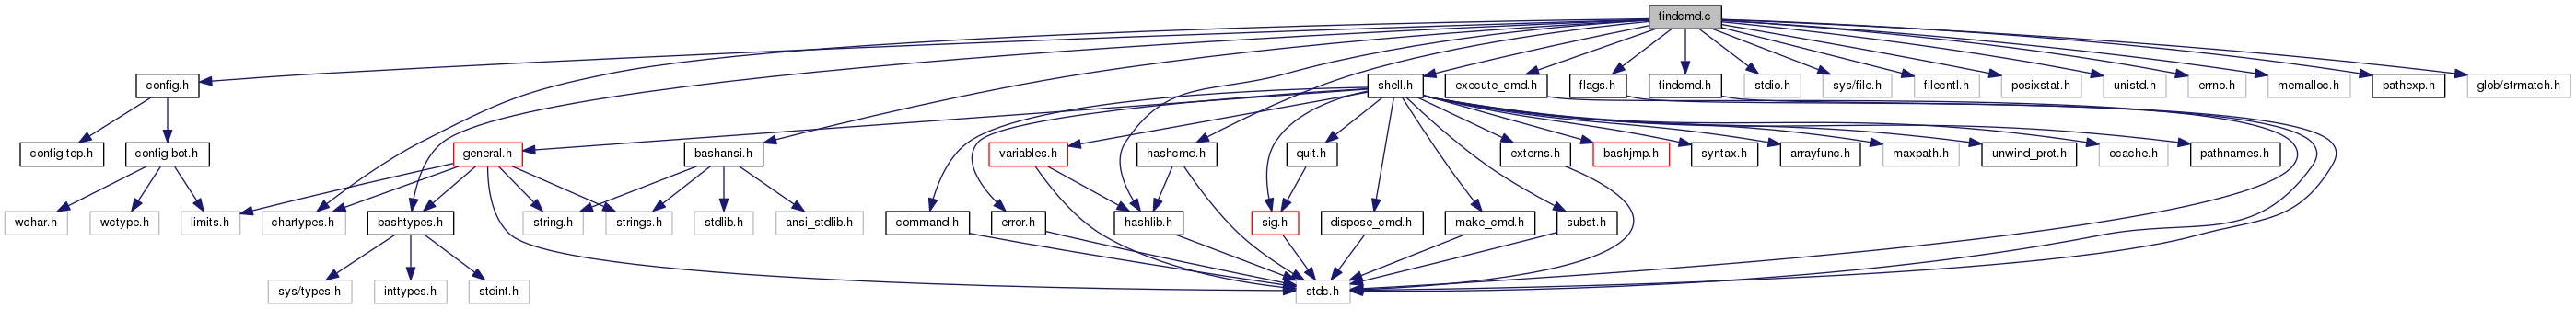 findcmd.c
config.h
shell.h
execute_cmd.h
flags.h
findcmd.h
stdio.h
sys/file.h
filecntl.h
posixstat.h
unistd.h
errno.h
memalloc.h
pathexp.h
glob/strmatch.h
config-top.h
config-bot.h
general.h
bashansi.h
variables.h
hashcmd.h
quit.h
externs.h
bashjmp.h
syntax.h
arrayfunc.h
maxpath.h
unwind_prot.h
ocache.h
pathnames.h
wchar.h
wctype.h
limits.h
chartypes.h
bashtypes.h
string.h
strings.h
stdlib.h
ansi_stdlib.h
command.h
error.h
hashlib.h
sig.h
dispose_cmd.h
make_cmd.h
subst.h
sys/types.h
inttypes.h
stdint.h
stdc.h